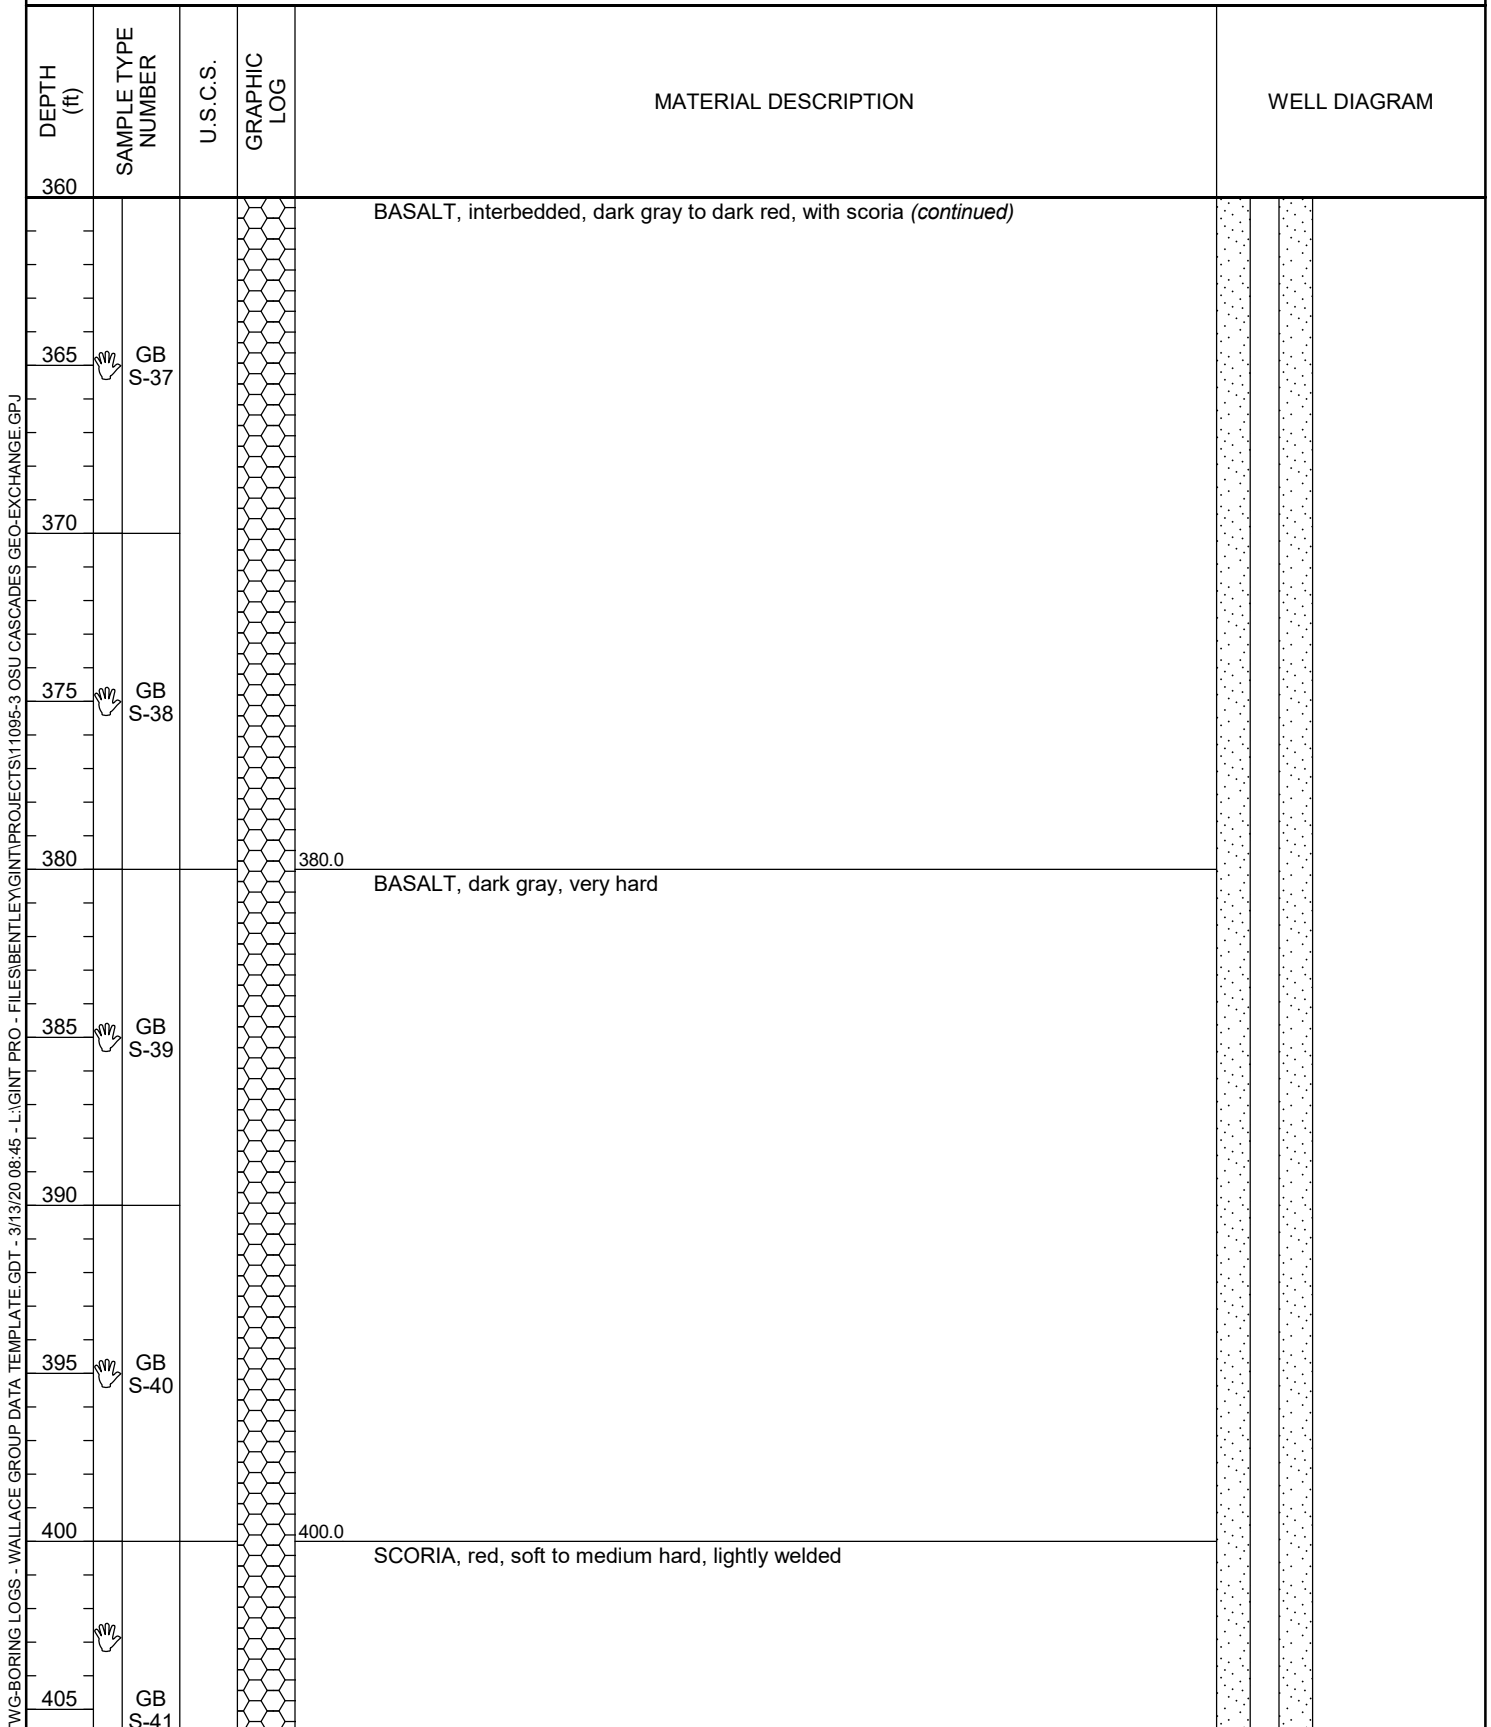 DEPTH
(ft)
SAMPLE TYPE
NUMBER
U.S.C.S.
GRAPHIC
LOG
MATERIAL DESCRIPTION
WELL DIAGRAM
360
BASALT, interbedded, dark gray to dark red, with scoria (continued)
365
GB
S-37
370
375
GB
S-38
380
380.0
BASALT, dark gray, very hard
385
GB
S-39
390
395
GB
S-40
400
400.0
SCORIA, red, soft to medium hard, lightly welded
405
GB
S-41
TWG-BORING LOGS - WALLACE GROUP DATA TEMPLATE.GDT - 3/13/20 08:45 - L:\GINT PRO - FILES\BENTLEY\GINT\PROJECTS\11095-3 OSU CASCADES GEO-EXCHANGE.GPJ